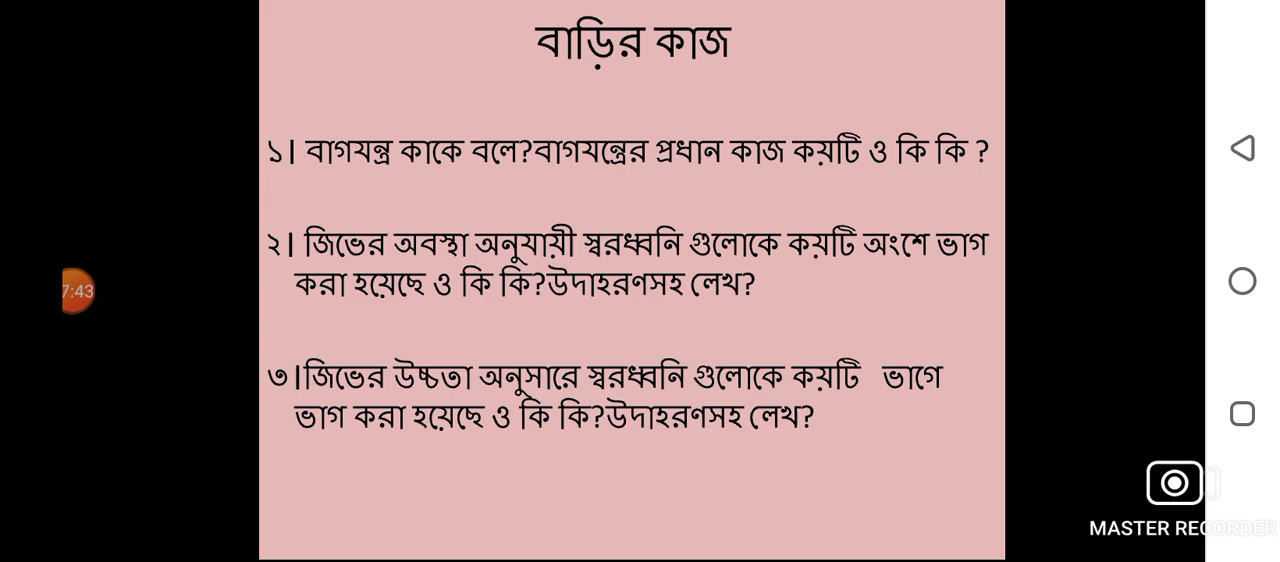 বাড়ির কাজ
১। বাগযন্ত্র কাকে বলে?বাগযন্ত্রের প্রধান কাজ কয়টি ও কি কি ?
২। জিভের অবস্থা অনুযায়ী স্বরধ্বনি গুলোকে কয়টি অংশে ভাগ
করা হয়েছে ও কি কি?উদাহরণসহ লেখ?
৩।জিভের উচ্চতা অনুসারে স্বরধ্বনি গুলোকে কয়টি ভাগে
ভাগ করা হয়েছে ও কি কি?উদাহরণসহ লেখ?
7:43
MASTER RECORDER